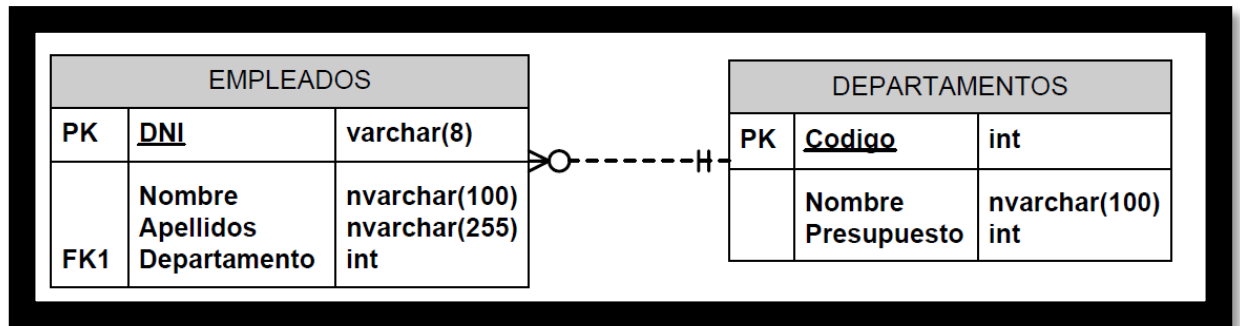 EMPLEADOS
PK DNI varchar(8)
Nombre nvarchar(100)
Apellidos nvarchar(255)
FK1 Departamento int
DEPARTAMENTOS
PK Codigo int
Nombre nvarchar(100)
Presupuesto int